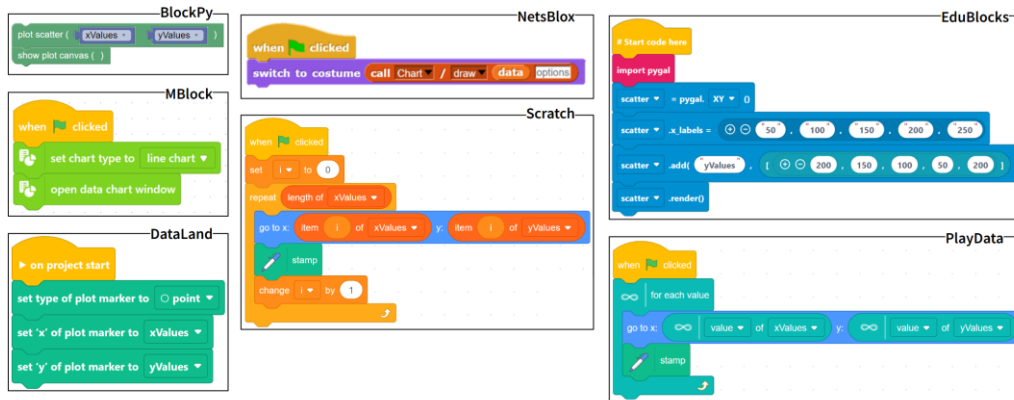 BlockPy
plot scatter ( xValues , yValues )
show plot canvas ( )
MBlock
when clicked
set chart type to line chart
open data chart window
DataLand
on project start
set type of plot marker to point
set 'x' of plot marker to xValues
set 'y' of plot marker to yValues
NetsBlox
when clicked
switch to costume call Chart / draw data options
Scratch
when clicked
set i to 0
repeat length of xValues
go to x: item i of xValues y: item i of yValues
stamp
change i by 1
EduBlocks
# Start code here
import pygal
scatter = pygal. XY ()
scatter .x_labels = "50" , "100" , "150" , "200" , "250"
scatter .add( "yValues" , [ 200 , 150 , 100 , 50 , 200 ]
scatter .render()
PlayData
when clicked
for each value
go to x: value of xValues y: value of yValues
stamp